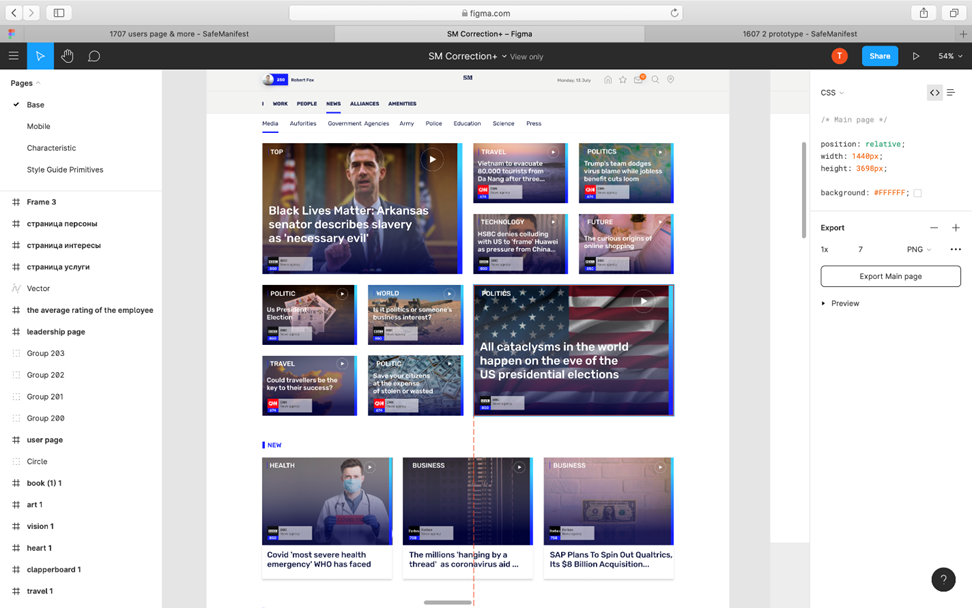 figma.com
1707 users page & more - SafeManifest
SM Correction+ – Figma
1607 2 prototype - SafeManifest
SM Correction+
View only
T
Share
54%
Pages
Base
Mobile
Characteristic
Style Guide Primitives
Frame 3
страница персоны
страница интересы
страница услуги
Vector
the average rating of the employee
leadership page
Group 203
Group 202
Group 201
Group 200
user page
Circle
book (1) 1
art 1
vision 1
heart 1
clapperboard 1
travel 1
Robert Fox
SM
Monday, 13 July
I WORK PEOPLE NEWS ALLIANCES AMENITIES
Media Auforities Government Agencies Army Police Education Science Press
TOP
Black Lives Matter: Arkansas
senator describes slavery
as 'necessary evil'
TRAVEL
Vietnam to evacuate
80.000 tourists from
Da Nang after three...
CNN
POLITICS
Trump's team dodges
virus blame while jobless
benefit cuts loom
CNN
TECHNOLOGY
HSBC denies colluding
with US to 'frame' Huawei
as pressure from China...
FUTURE
The curious origins of
online shopping
POLITIC
Us President
Election
WORLD
Is it politics or someone's
business interest?
POLITICS
All cataclysms in the world
happen on the eve of the
US presidential elections
TRAVEL
Could travellers be the
key to their success?
CNN
POLITIC
Save your citizens
at the expense
of stolen or wasted
CNN
NEW
HEALTH
Covid 'most severe health
emergency' WHO has faced
BUSINESS
The millions 'hanging by a
thread' as coronavirus aid ...
BUSINESS
SAP Plans To Spin Out Qualtrics,
Its $8 Billion Acquisition...
CSS
/* Main page */
position: relative;
width: 1440px;
height: 3698px;
background: #FFFFFF;
Export
1x 7 PNG
Export Main page
Preview
?